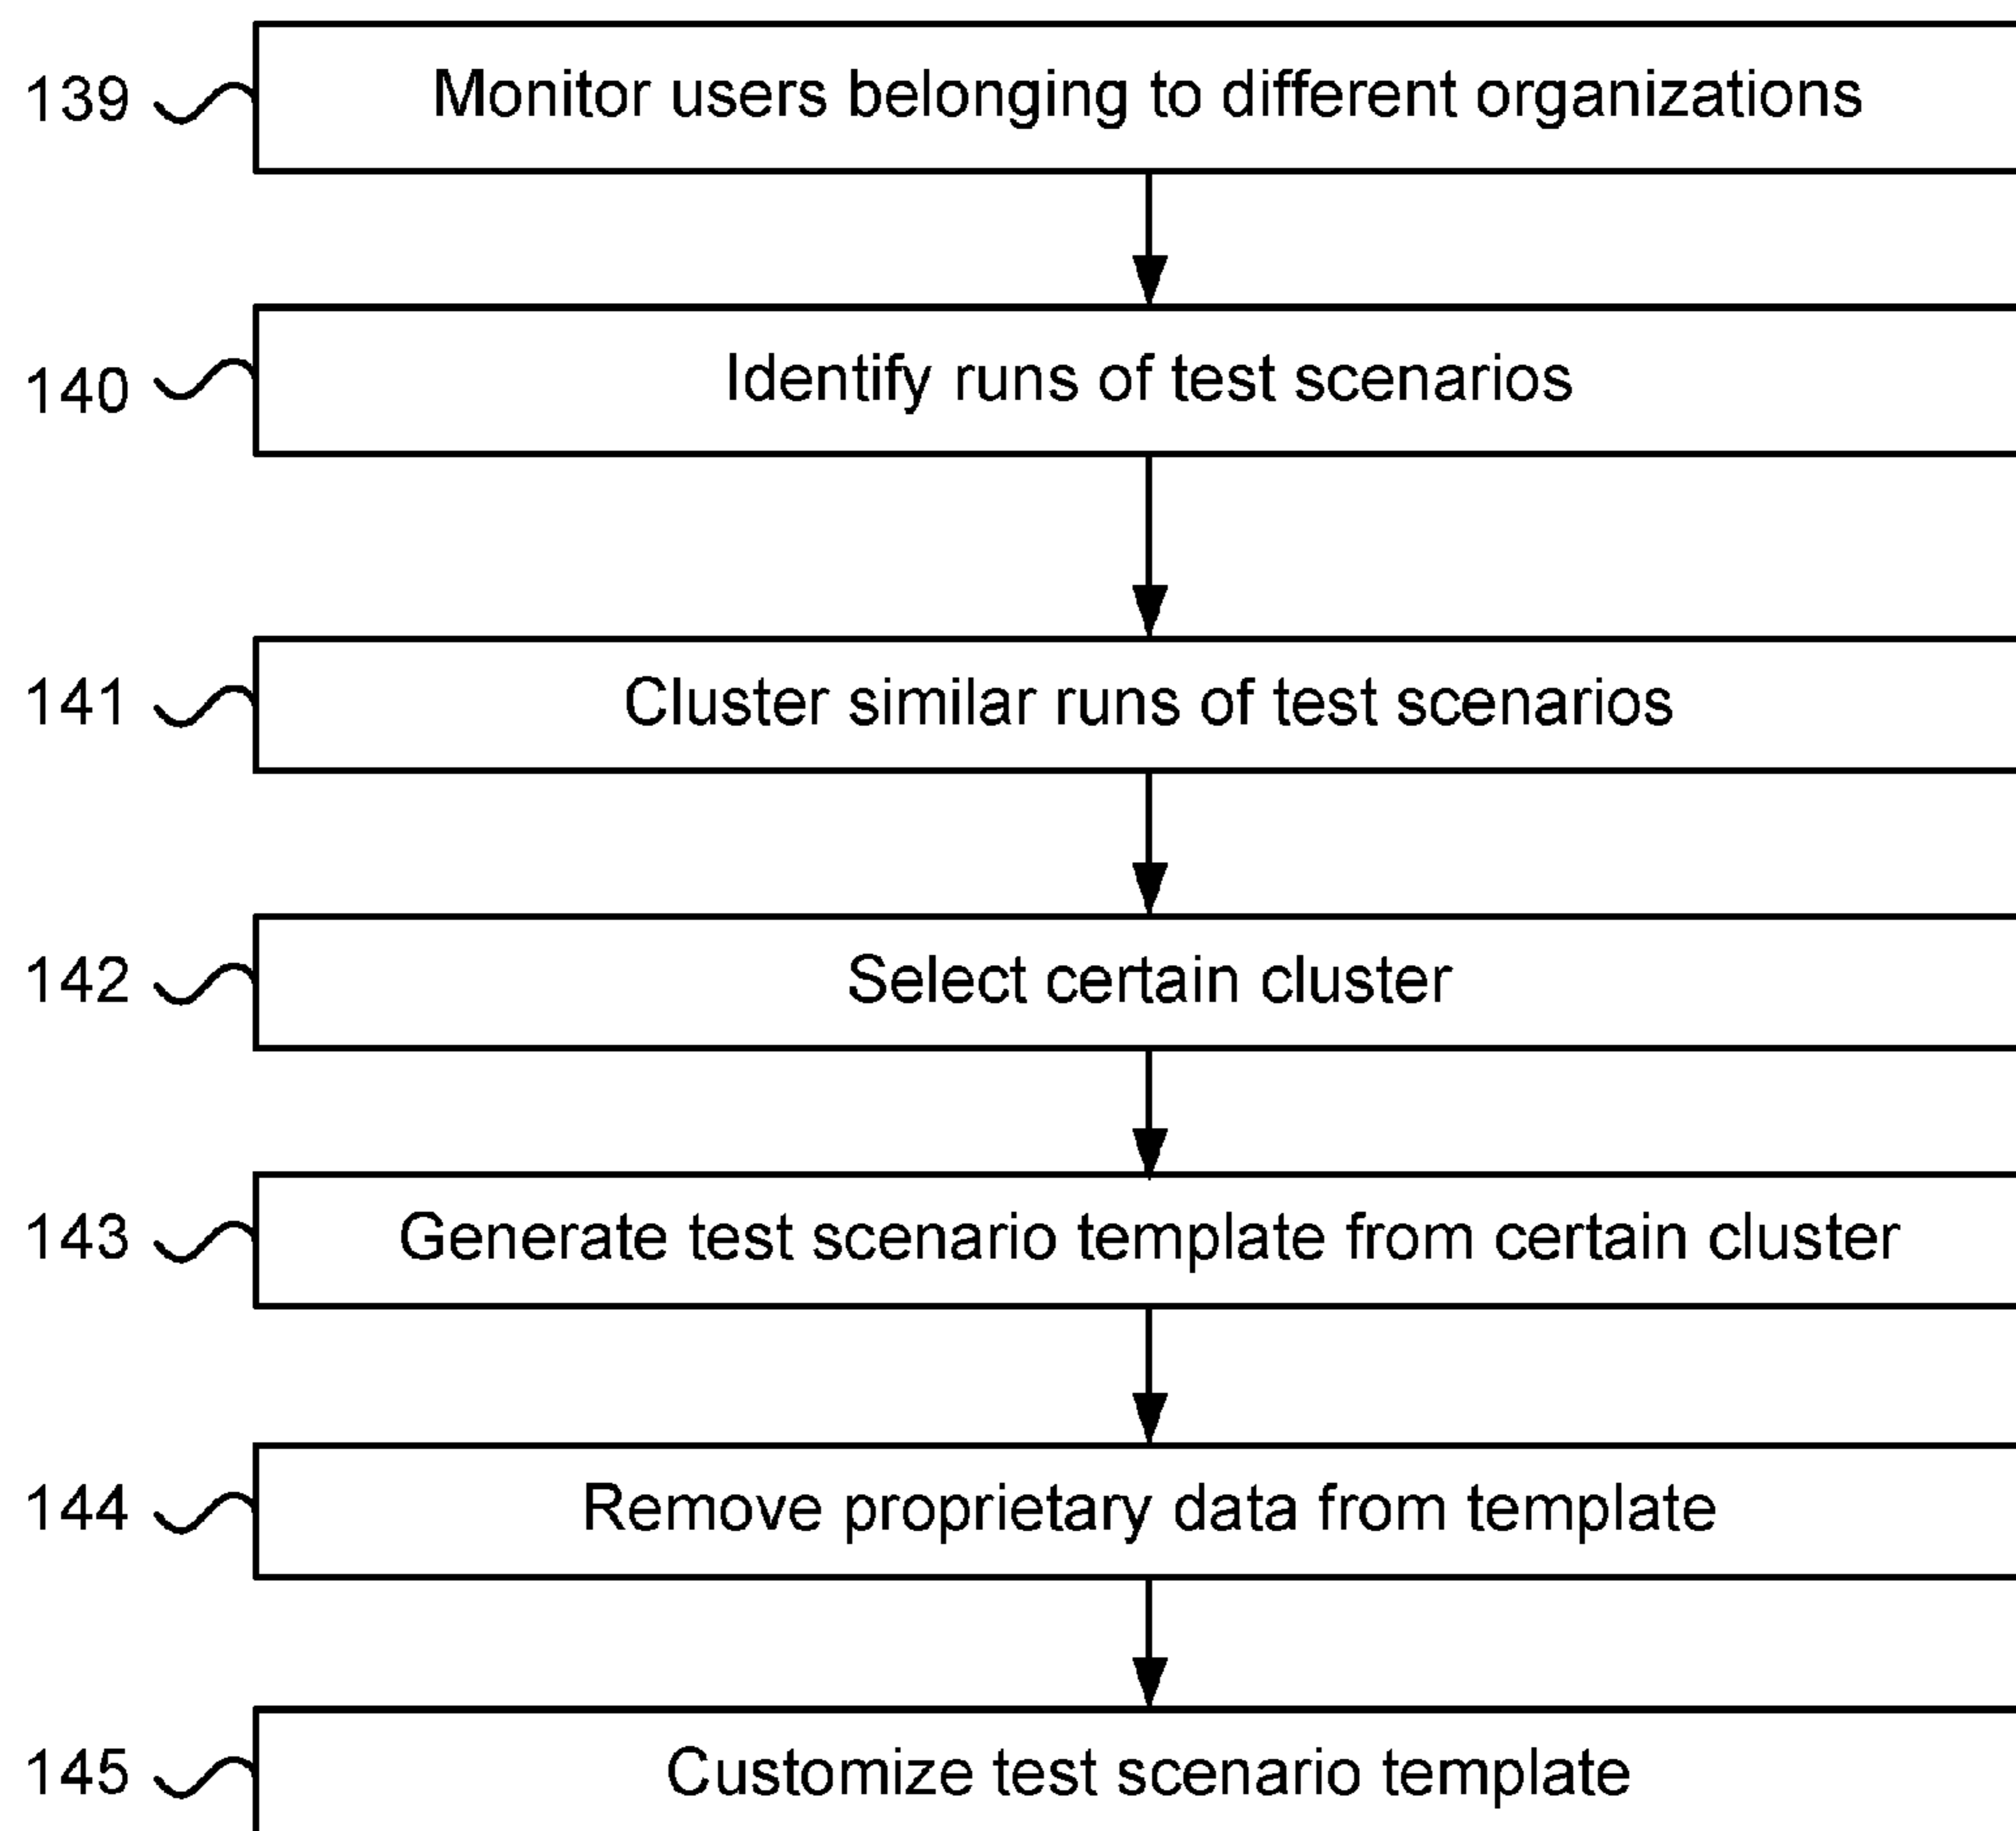 139 Monitor users belonging to different organizations
140 Identify runs of test scenarios
141 Cluster similar runs of test scenarios
142 Select certain cluster
143 Generate test scenario template from certain cluster
144 Remove proprietary data from template
145 Customize test scenario template